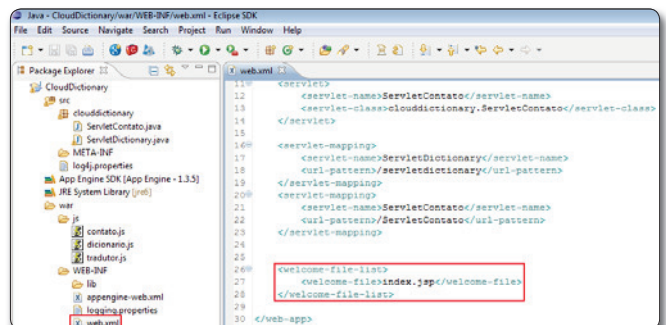 Java - CloudDictionary/war/WEB-INF/web.xml - Eclipse SDK
File Edit Source Navigate Search Project Run Window Help
Package Explorer
CloudDictionary
src
clouddictionary
ServletContato.java
ServletDictionary.java
META-INF
log4j.properties
App Engine SDK [App Engine - 1.3.5]
JRE System Library [jre6]
war
js
contato.js
dicionario.js
tradutor.js
WEB-INF
lib
appengine-web.xml
logging.properties
web.xml
web.xml
11 <servlet>
12 <servlet-name>ServletContato</servlet-name>
13 <servlet-class>clouddictionary.ServletContato</servlet-class>
14 </servlet>
15
16 <servlet-mapping>
17 <servlet-name>ServletDictionary</servlet-name>
18 <url-pattern>/servletdictionary</url-pattern>
19 </servlet-mapping>
20 <servlet-mapping>
21 <servlet-name>ServletContato</servlet-name>
22 <url-pattern>/ServletContato</url-pattern>
23 </servlet-mapping>
24
25
26 <welcome-file-list>
27 <welcome-file>index.jsp</welcome-file>
28 </welcome-file-list>
29
30 </web-app>